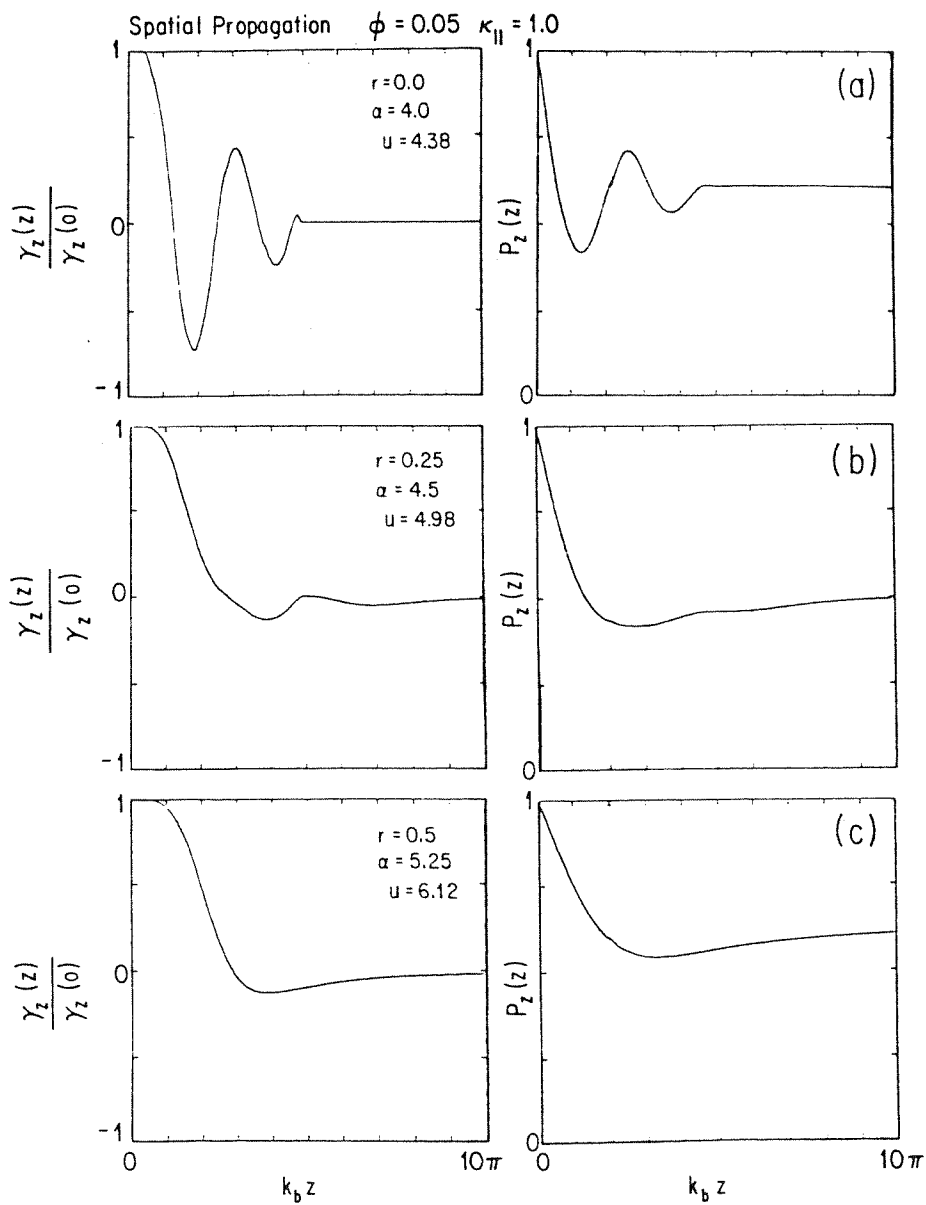 Spatial Propagation φ = 0.05 κ|| = 1.0
1
0
-1
γz(z)
γz(0)
r = 0.0
α = 4.0
u = 4.38
1
0
Pz(z)
(a)
1
0
-1
γz(z)
γz(0)
r = 0.25
α = 4.5
u = 4.98
1
0
Pz(z)
(b)
1
0
-1
γz(z)
γz(0)
r = 0.5
α = 5.25
u = 6.12
0 10π
kb z
1
0
Pz(z)
(c)
0 10π
kb z